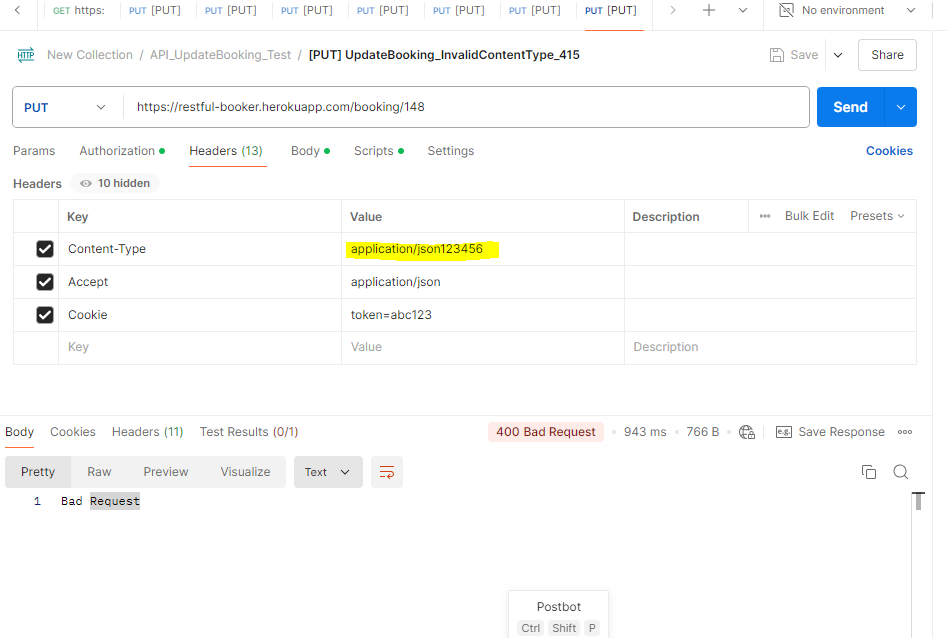 GET https: PUT [PUT] PUT [PUT] PUT [PUT] PUT [PUT] PUT [PUT] PUT [PUT] PUT [PUT] No environment
HTTP New Collection / API_UpdateBooking_Test / [PUT] UpdateBooking_InvalidContentType_415 Save Share
PUT https://restful-booker.herokuapp.com/booking/148 Send
Params Authorization Headers (13) Body Scripts Settings Cookies
Headers 10 hidden
Key Value Description Bulk Edit Presets
Content-Type application/json123456
Accept application/json
Cookie token=abc123
Key Value Description
Body Cookies Headers (11) Test Results (0/1) 400 Bad Request 943 ms 766 B e.g. Save Response
Pretty Raw Preview Visualize Text
1 Bad Request
Postbot
Ctrl Shift P